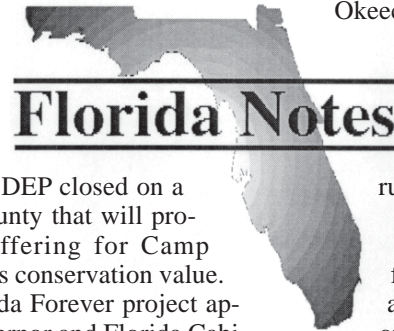 Okeec
Florida Notes
DEP closed on a
unty that will pro-
ffering for Camp
s conservation value.
da Forever project ap-
ru
f
a